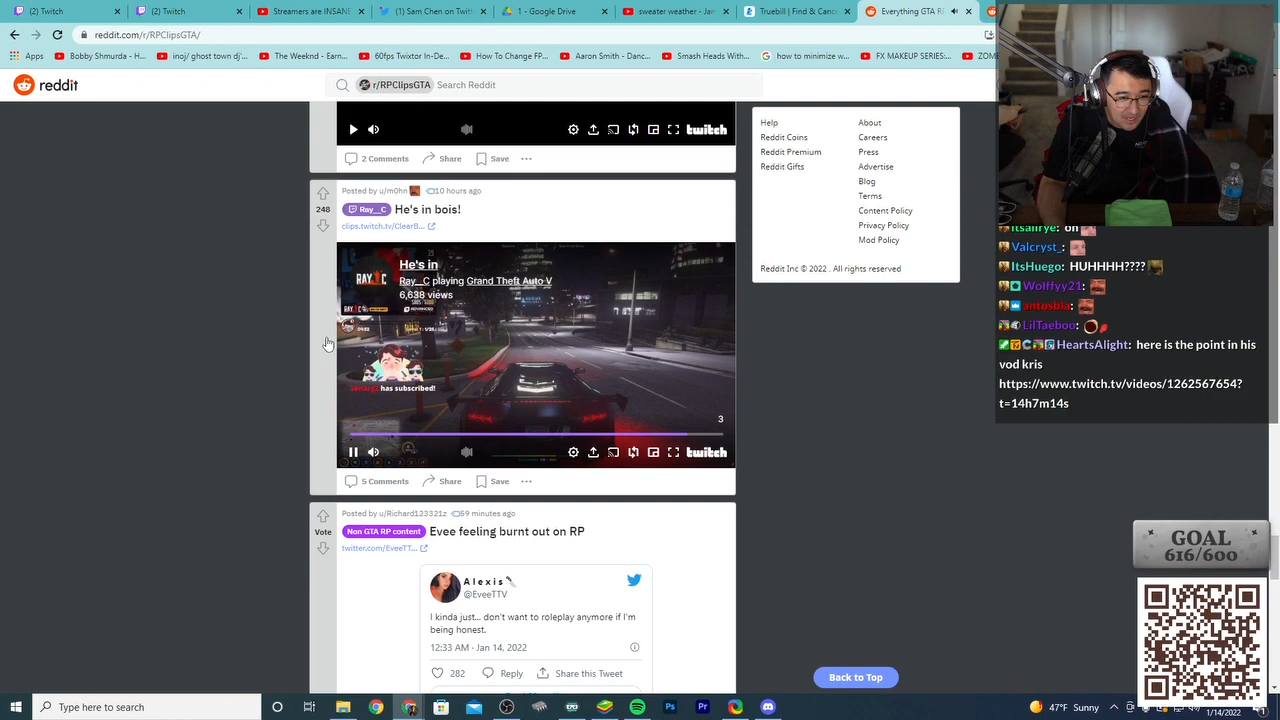 (2) Twitch
(2) Twitch
Streamers are INSANE
(1) Sam Chen on Twitt
1 - Google Drive
sweater weather - Ja
Truebill | Find & Canc
Everything GTA R
reddit.com/r/RPClipsGTA/
Apps
Bobby Shmurda - H...
inoj/ ghost town dj'...
The Weeknd - Earn...
60fps Twixtor In-De...
How To Change FP...
Aaron Smith - Danc...
Smash Heads With...
how to minimize w...
FX MAKEUP SERIES:...
reddit
r/RPClipsGTA
Search Reddit
twitch
2 Comments
Share
Save
Help
Reddit Coins
Reddit Premium
Reddit Gifts
About
Careers
Press
Advertise
Blog
Terms
Content Policy
Privacy Policy
Mod Policy
Reddit Inc © 2022 . All rights reserved
Posted by u/m0hn
10 hours ago
248
Ray__C
He's in bois!
clips.twitch.tv/ClearB...
He's in
Ray_C playing Grand Theft Auto V
6,638 views
RAY C
has subscribed!
3
twitch
5 Comments
Share
Save
Posted by u/Richard123321z
59 minutes ago
Vote
Non GTA RP content
Evee feeling burnt out on RP
twitter.com/EveeTT...
A l e x i s
@EveeTTV
I kinda just... don't want to roleplay anymore if I'm
being honest.
12:33 AM · Jan 14, 2022
282
Reply
Share this Tweet
Back to Top
itsallrye: on
Valcryst_:
ItsHuego: HUHHHH????
Wolffyy21:
antosbla:
LilTaeboo:
HeartsAlight: here is the point in his
vod kris
https://www.twitch.tv/videos/1262567654?
t=14h7m14s
GOAL
616/600
Type here to search
47°F Sunny
1/14/2022